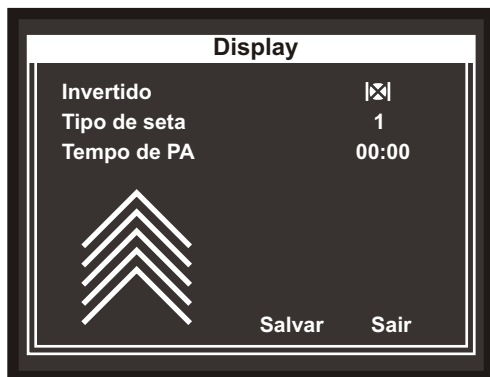 Display
Invertido
Tipo de seta 1
Tempo de PA 00:00
Salvar Sair